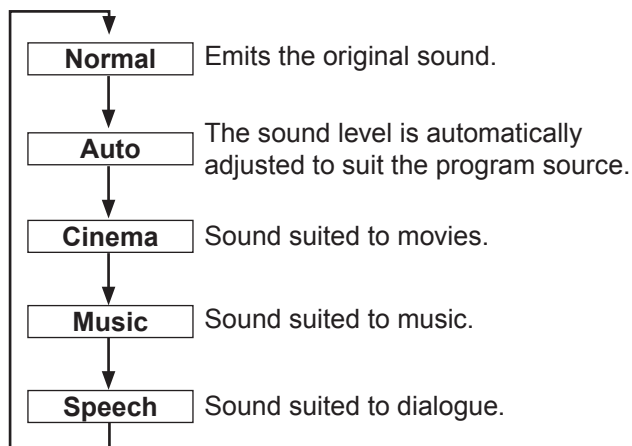 Normal Emits the original sound.
Auto The sound level is automatically
adjusted to suit the program source.
Cinema Sound suited to movies.
Music Sound suited to music.
Speech Sound suited to dialogue.